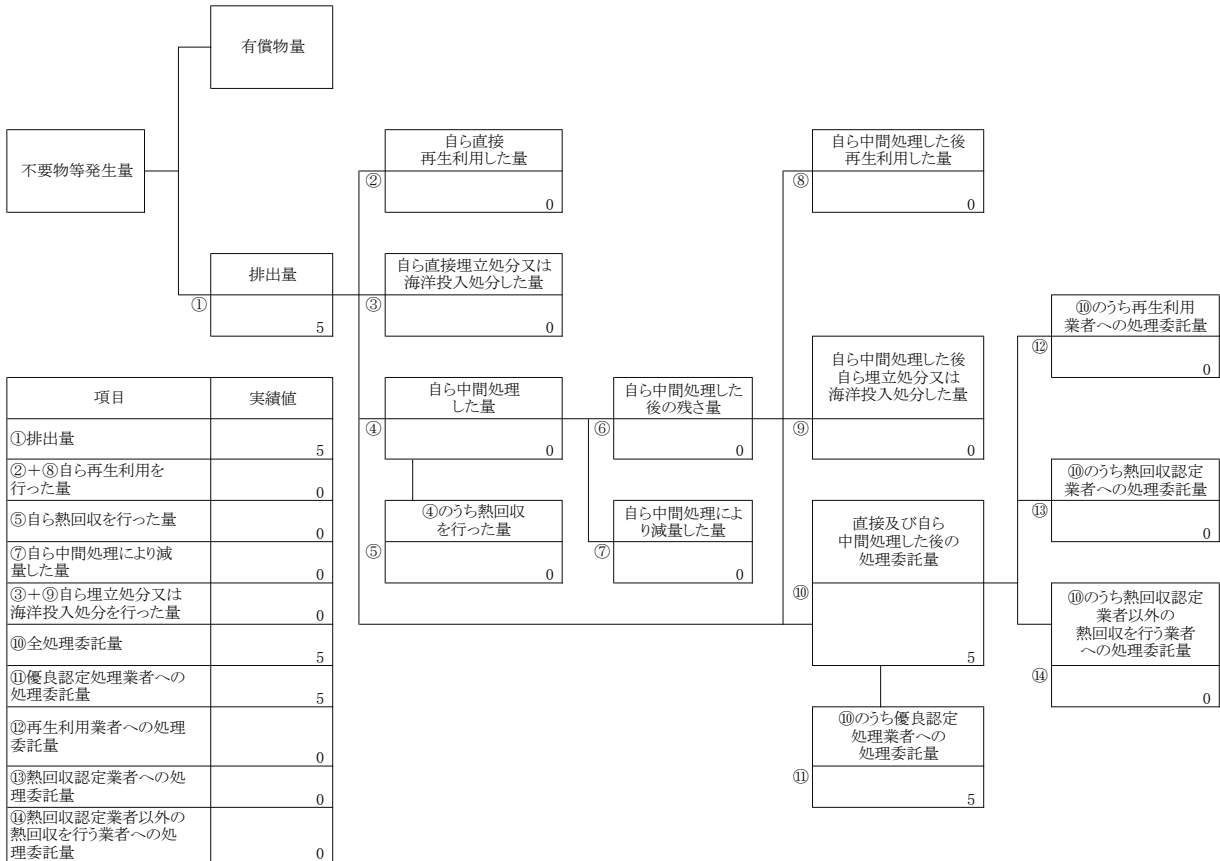 有償物量
不要物等発生量
排出量
①
5
自ら直接
再生利用した量
②
0
自ら直接埋立処分又は
海洋投入処分した量
③
0
自ら中間処理
した量
④
0
④のうち熱回収
を行った量
⑤
0
自ら中間処理した
後の残さ量
⑥
0
自ら中間処理によ
り減量した量
⑦
0
自ら中間処理した後
再生利用した量
⑧
0
自ら中間処理した後
自ら埋立処分又は
海洋投入処分した量
⑨
0
直接及び自ら
中間処理した後の
処理委託量
⑩
5
⑩のうち優良認定
処理業者への
処理委託量
⑪
5
⑩のうち再生利用
業者への処理委託量
⑫
0
⑩のうち熱回収認定
業者への処理委託量
⑬
0
⑩のうち熱回収認定
業者以外の
熱回収を行う業者
への処理委託量
⑭
0
項目 実績値
①排出量
5
②+⑧自ら再生利用を
行った量
0
⑤自ら熱回収を行った量
0
⑦自ら中間処理により減
量した量
0
③+⑨自ら埋立処分又は
海洋投入処分を行った量
0
⑩全処理委託量
5
⑪優良認定処理業者への
処理委託量
5
⑫再生利用業者への処理
委託量
0
⑬熱回収認定業者への処
理委託量
0
⑭熱回収認定業者以外の
熱回収を行う業者への処
理委託量
0